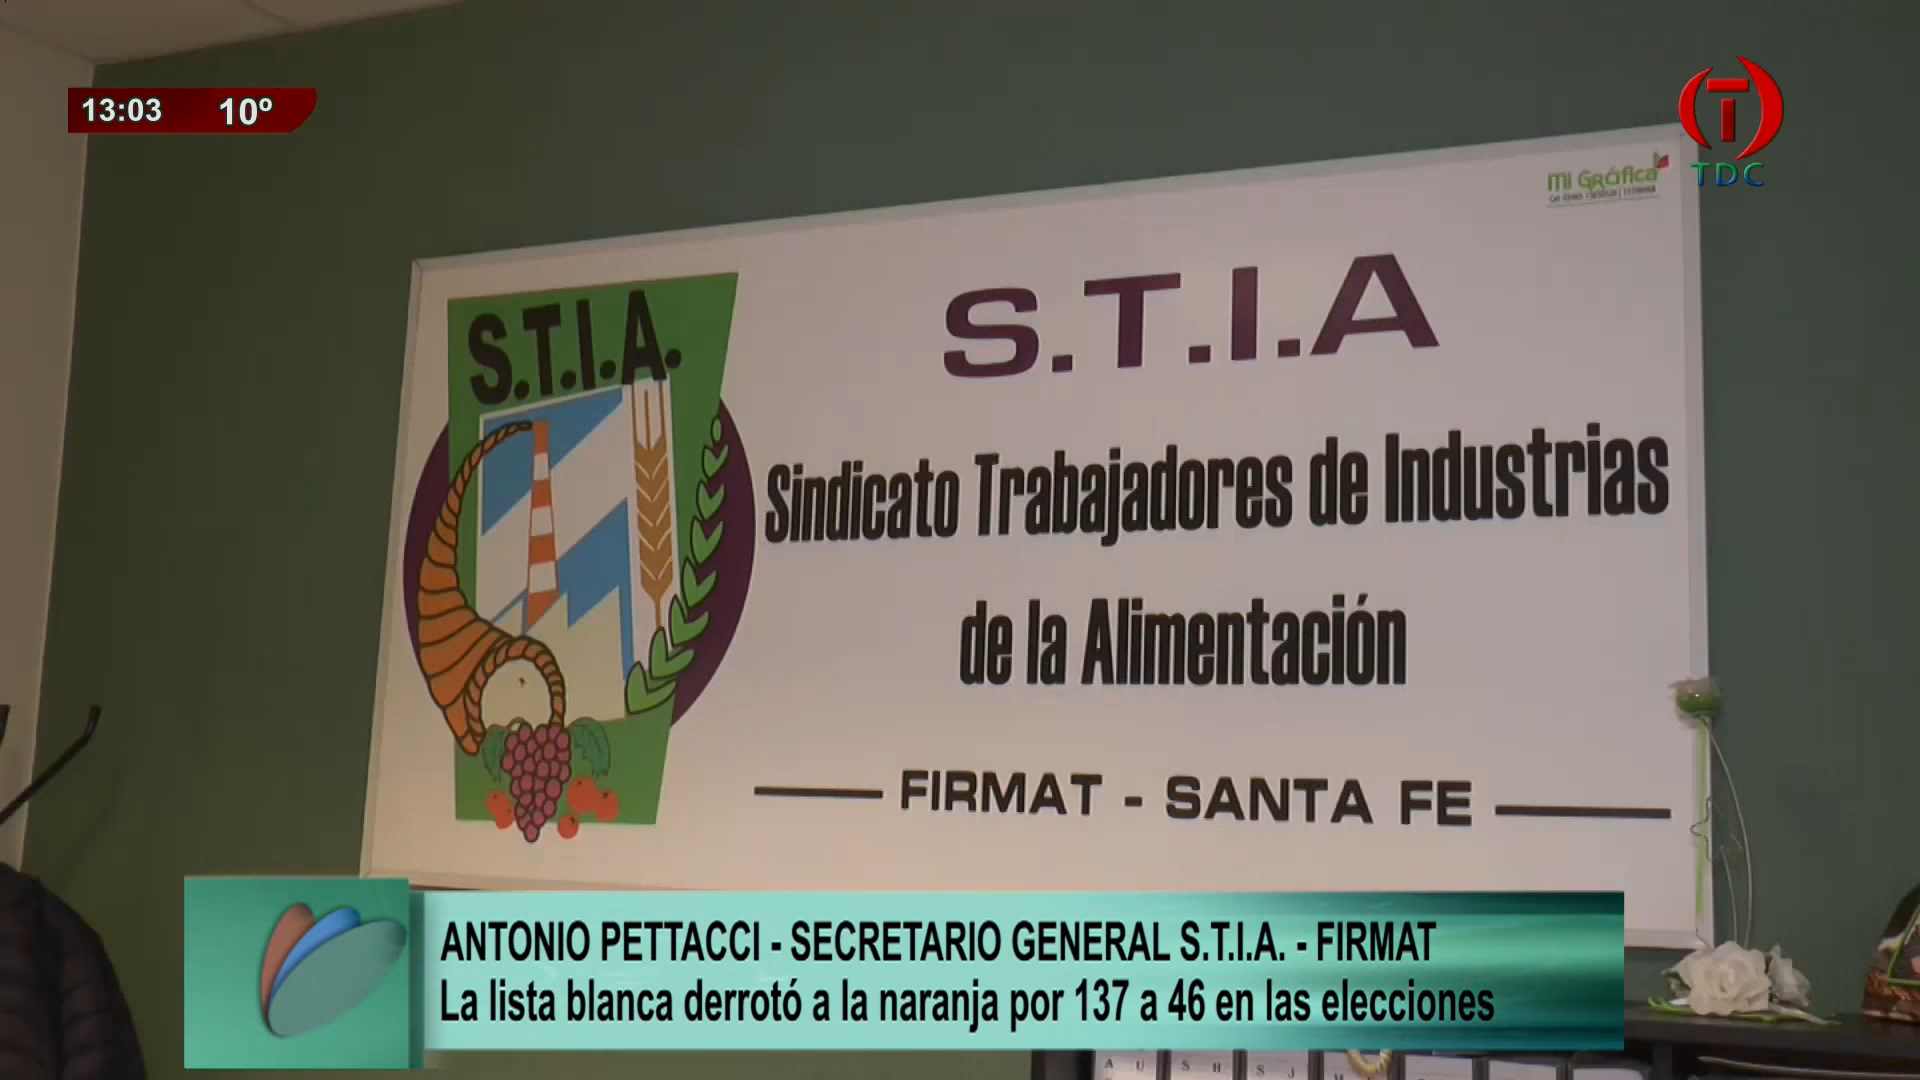 13:03 10º
T
TDC
Mi Gráfica
S.T.I.A.
S.T.I.A
Sindicato Trabajadores de Industrias
de la Alimentación
FIRMAT - SANTA FE
ANTONIO PETTACCI - SECRETARIO GENERAL S.T.I.A. - FIRMAT
La lista blanca derrotó a la naranja por 137 a 46 en las elecciones
A U S H S J